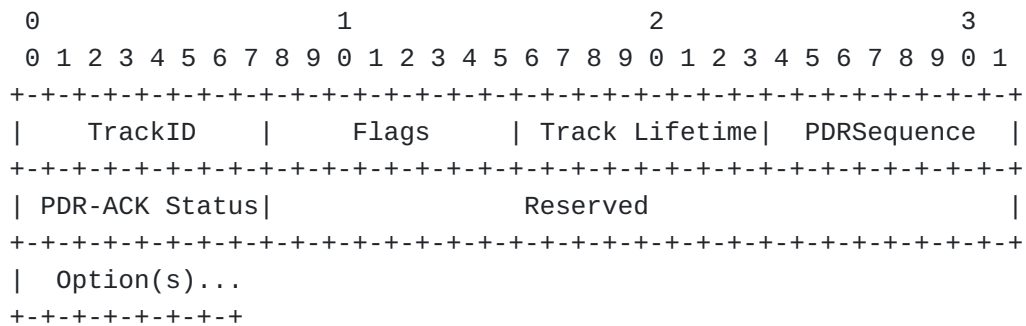 0                   1                   2                   3
 0 1 2 3 4 5 6 7 8 9 0 1 2 3 4 5 6 7 8 9 0 1 2 3 4 5 6 7 8 9 0 1
+-+-+-+-+-+-+-+-+-+-+-+-+-+-+-+-+-+-+-+-+-+-+-+-+-+-+-+-+-+-+-+-+
|    TrackID    |     Flags     | Track Lifetime|  PDRSequence  |
+-+-+-+-+-+-+-+-+-+-+-+-+-+-+-+-+-+-+-+-+-+-+-+-+-+-+-+-+-+-+-+-+
| PDR-ACK Status|                Reserved                       |
+-+-+-+-+-+-+-+-+-+-+-+-+-+-+-+-+-+-+-+-+-+-+-+-+-+-+-+-+-+-+-+-+
|  Option(s)...
+-+-+-+-+-+-+-+